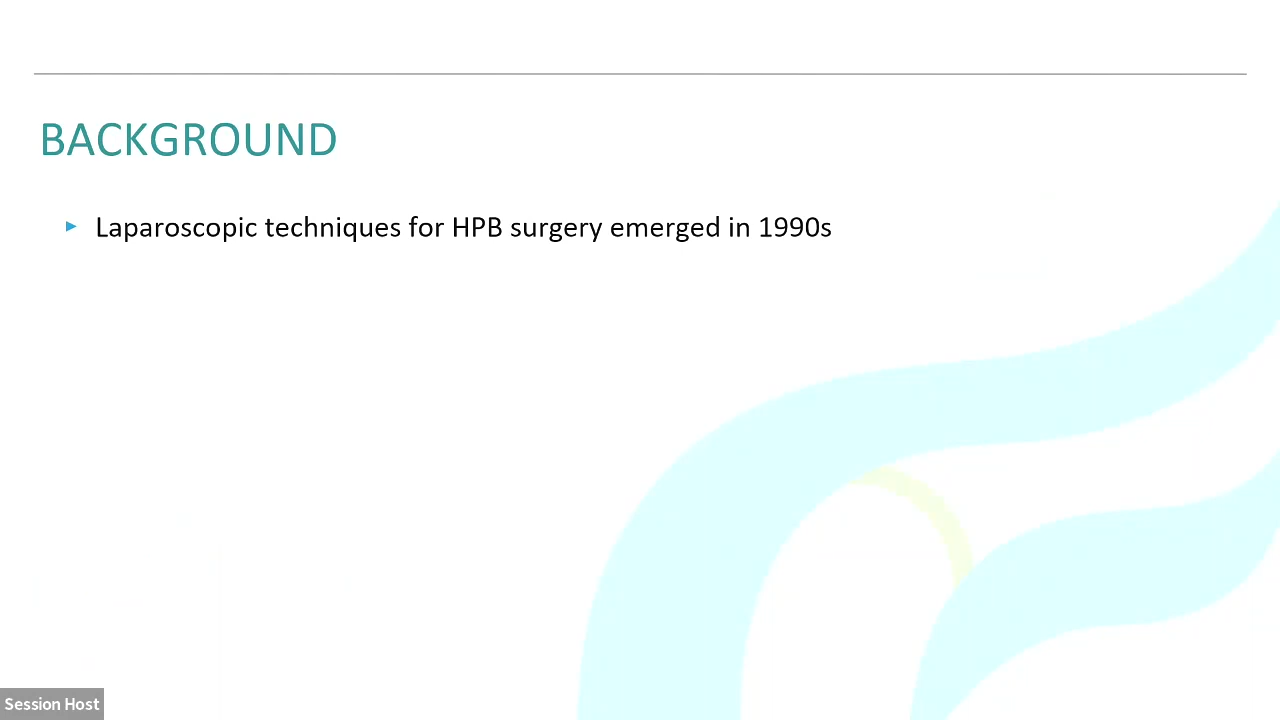 BACKGROUND
Laparoscopic techniques for HPB surgery emerged in 1990s
Session Host